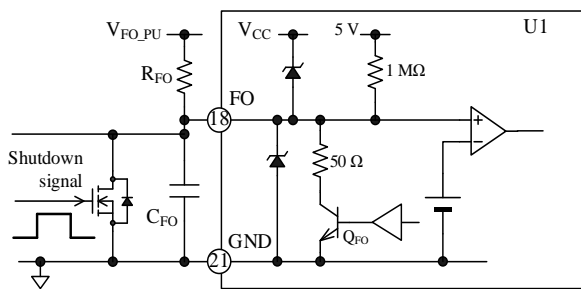 V_FO_PU
V_CC
5 V
U1
R_FO
1 MΩ
FO
18
+
−
Shutdown
signal
50 Ω
C_FO
Q_FO
GND
21